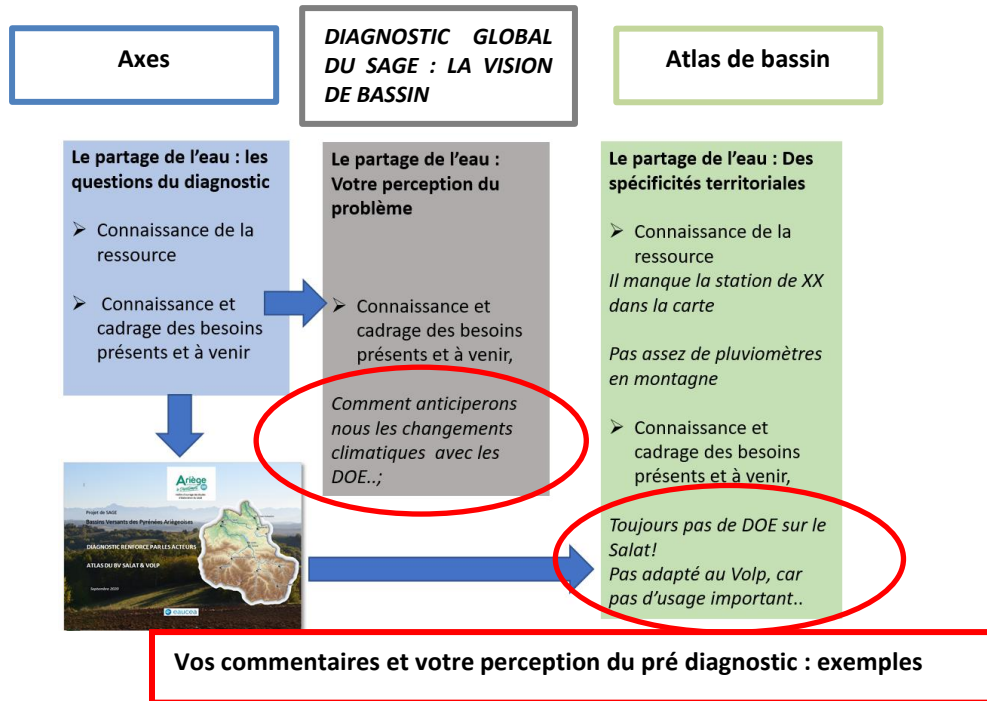 Axes
DIAGNOSTIC GLOBAL
DU SAGE : LA VISION
DE BASSIN
Atlas de bassin
Le partage de l'eau : les
questions du diagnostic
➢ Connaissance de la
ressource
➢ Connaissance et
cadrage des besoins
présents et à venir
Le partage de l'eau :
Votre perception du
problème
➢ Connaissance et
cadrage des besoins
présents et à venir,
Comment anticiperons
nous les changements
climatiques avec les
DOE..;
Le partage de l'eau : Des
spécificités territoriales
➢ Connaissance de la
ressource
Il manque la station de XX
dans la carte
Pas assez de pluviomètres
en montagne
➢ Connaissance et
cadrage des besoins
présents et à venir,
Toujours pas de DOE sur le
Salat!
Pas adapté au Volp, car
pas d'usage important..
Ariège
Projet de SAGE
Bassins Versants des Pyrénées Ariégeoises
DIAGNOSTIC RENFORCE PAR LES ACTEURS
ATLAS DU BV SALAT & VOLP
Septembre 2020
eaucea
Vos commentaires et votre perception du pré diagnostic : exemples